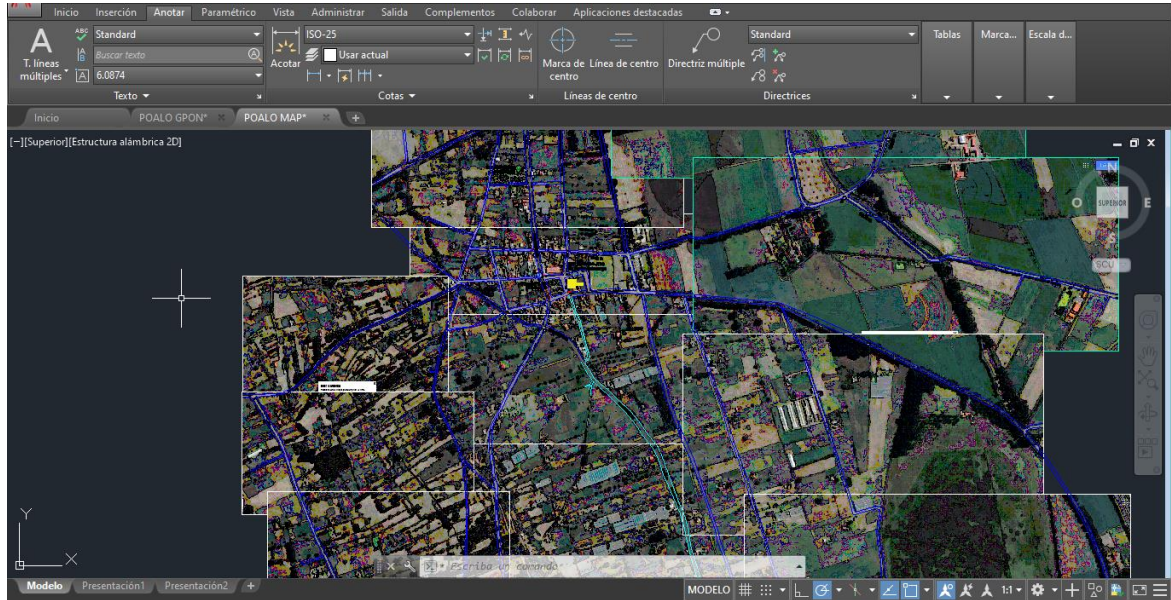 Inicio Inserción Anotar Paramétrico Vista Administrar Salida Complementos Colaborar Aplicaciones destacadas
A ABC Standard ISO-25 Standard Tablas Marca... Escala d...
Buscar texto Usar actual
T. líneas múltiples A 6.0874 Acotar Marca de centro Línea de centro Directriz múltiple
Texto Cotas Líneas de centro Directrices
Inicio POALO GPON* POALO MAP* +
[−][Superior][Estructura alámbrica 2D]
N
O SUPERIOR E
S
SCU
Y
X
Escriba un comando
Modelo Presentación1 Presentación2 + MODELO 1:1